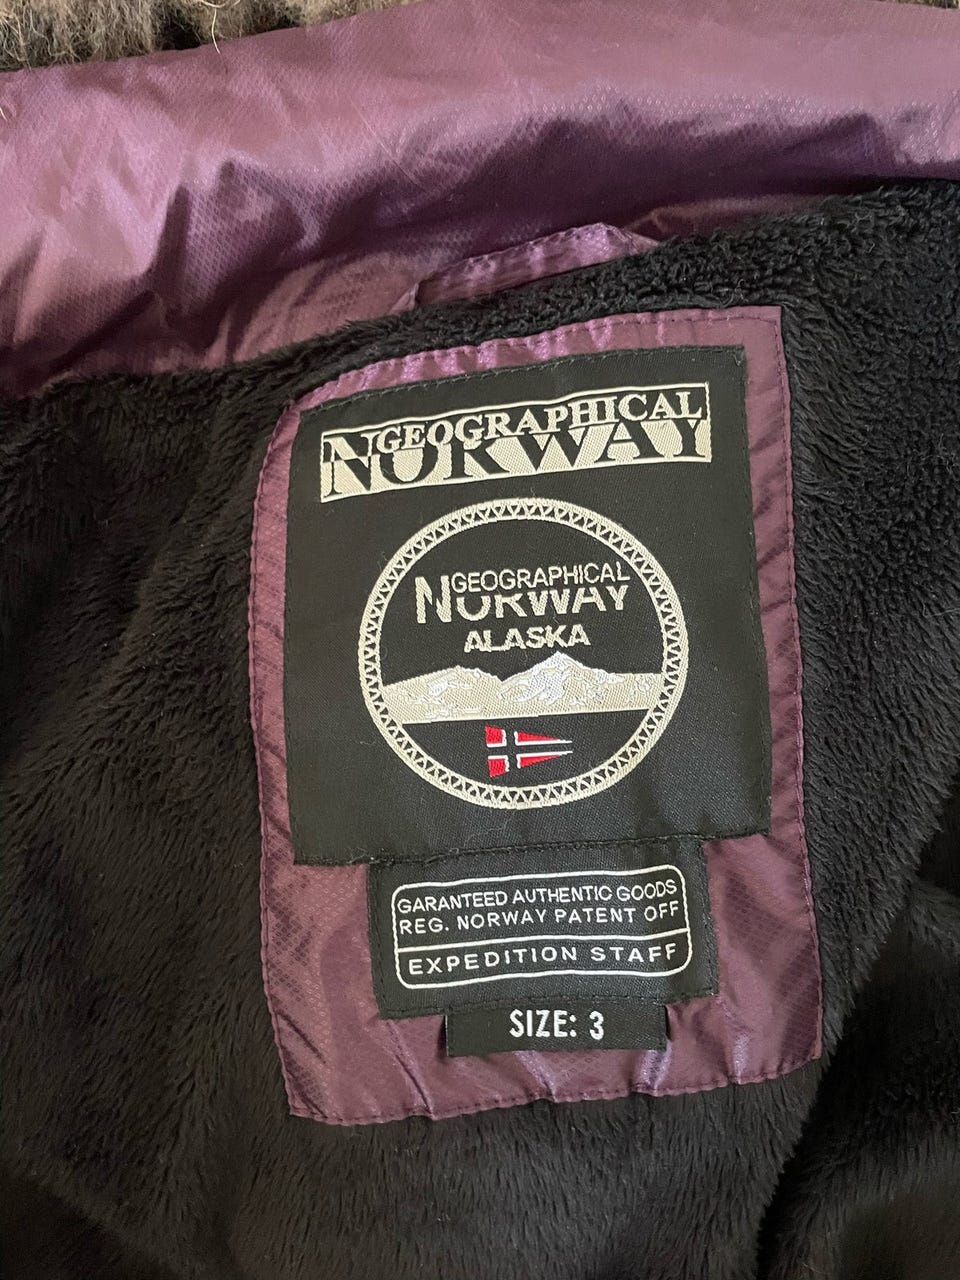 GEOGRAPHICAL
NORWAY
GEOGRAPHICAL
NORWAY
ALASKA
GARANTEED AUTHENTIC GOODS
REG. NORWAY PATENT OFF
EXPEDITION STAFF
SIZE: 3